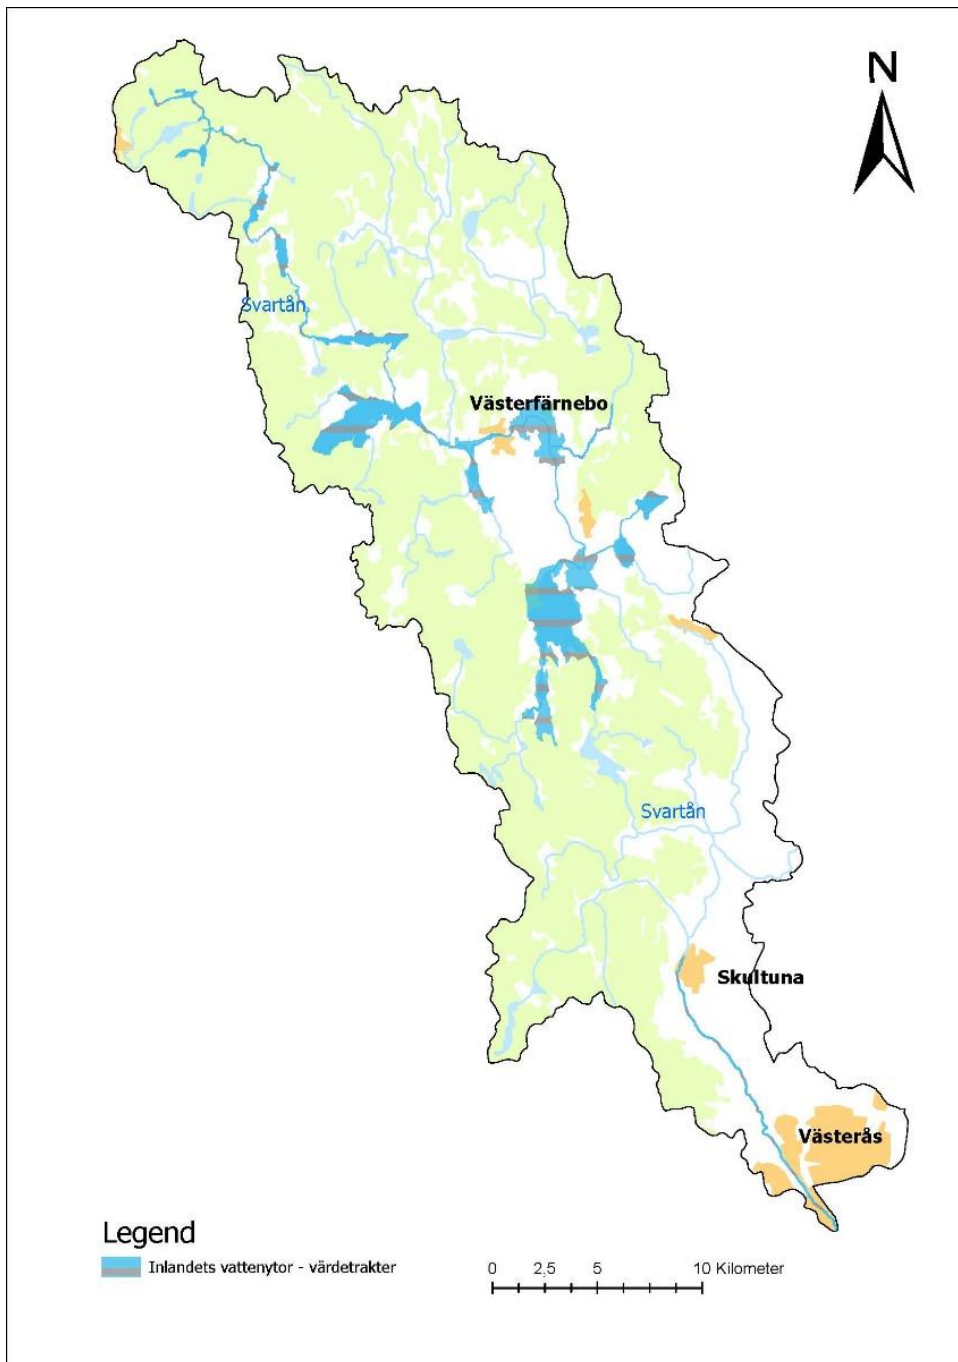 N
Svartån
Västerfärnebo
Svartån
Skultuna
Västerås
Legend
Inlandets vattenytor - värdetrakter
0 2,5 5 10 Kilometer